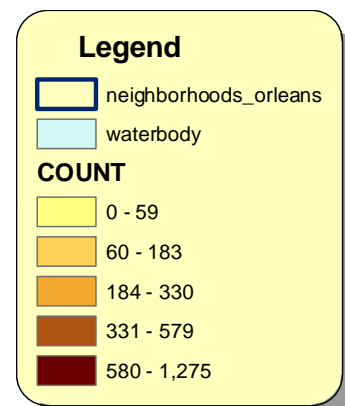 Legend
neighborhoods_orleans
waterbody
COUNT
0 - 59
60 - 183
184 - 330
331 - 579
580 - 1,275